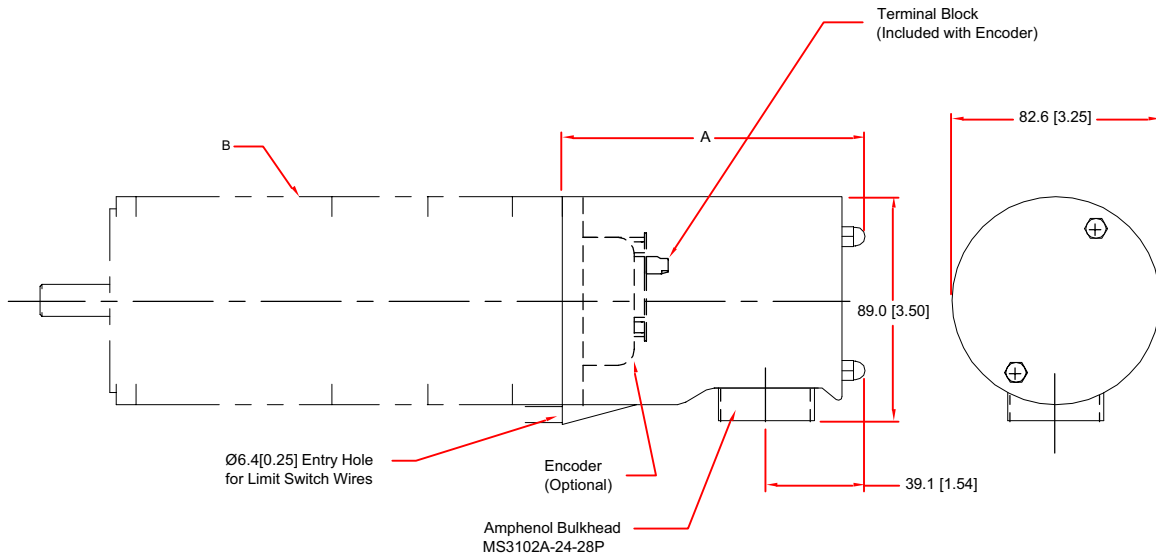 Terminal Block
(Included with Encoder)
82.6 [3.25]
A
B
89.0 [3.50]
Ø6.4[0.25] Entry Hole
for Limit Switch Wires
Encoder
(Optional)
39.1 [1.54]
Amphenol Bulkhead
MS3102A-24-28P